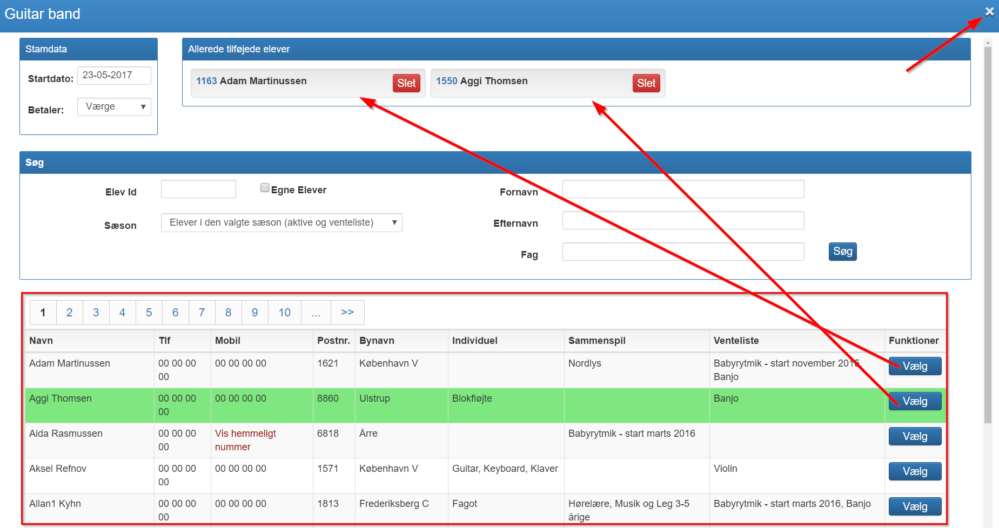 Guitar band
×
Stamdata
Startdato: 23-05-2017
Betaler: Værge
Allerede tilføjede elever
1163 Adam Martinussen Slet
1550 Aggi Thomsen Slet
Søg
Elev Id
Egne Elever
Fornavn
Sæson Elever i den valgte sæson (aktive og venteliste)
Efternavn
Fag
Søg
1 2 3 4 5 6 7 8 9 10 ... >>
Navn Tlf Mobil Postnr. Bynavn Individuel Sammenspil Venteliste Funktioner
Adam Martinussen 00 00 00 00 00 00 00 1621 København V Nordlys Babyrytmik - start november 2015, Vælg
00 Banjo
Aggi Thomsen 00 00 00 00 00 00 00 8860 Ulstrup Blokfløjte Banjo Vælg
00
Aida Rasmussen 00 00 00 Vis hemmeligt 6818 Årre Babyrytmik - start marts 2016 Vælg
00 nummer
Aksel Refnov 00 00 00 00 00 00 00 1571 København V Guitar, Keyboard, Klaver Violin Vælg
00
Allan1 Kyhn 00 00 00 00 00 00 00 1813 Frederiksberg C Fagot Hørelære, Musik og Leg 3-5 Babyrytmik - start marts 2016, Banjo Vælg
00 årige